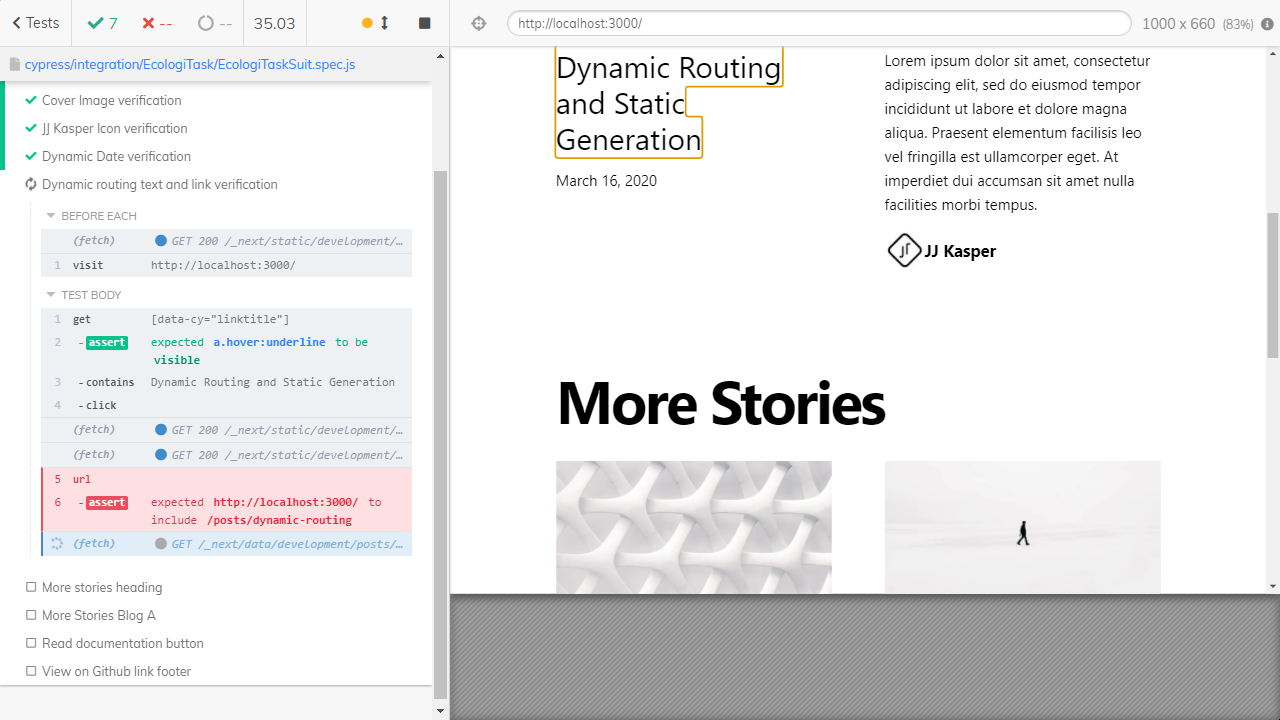 Tests
7
--
--
35.03
http://localhost:3000/
1000 x 660 (83%)
cypress/integration/EcologiTask/EcologiTaskSuit.spec.js
Cover Image verification
JJ Kasper Icon verification
Dynamic Date verification
Dynamic routing text and link verification
BEFORE EACH
(fetch) GET 200 /_next/static/development/…
1 visit http://localhost:3000/
TEST BODY
1 get [data-cy="linktitle"]
2 -assert expected a.hover:underline to be
visible
3 -contains Dynamic Routing and Static Generation
4 -click
(fetch) GET 200 /_next/static/development/…
(fetch) GET 200 /_next/static/development/…
5 url
6 -assert expected http://localhost:3000/ to
include /posts/dynamic-routing
(fetch) GET /_next/data/development/posts/…
More stories heading
More Stories Blog A
Read documentation button
View on Github link footer
Dynamic Routing
and Static
Generation
March 16, 2020
Lorem ipsum dolor sit amet, consectetur
adipiscing elit, sed do eiusmod tempor
incididunt ut labore et dolore magna
aliqua. Praesent elementum facilisis leo
vel fringilla est ullamcorper eget. At
imperdiet dui accumsan sit amet nulla
facilities morbi tempus.
JJ Kasper
More Stories